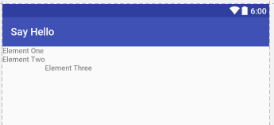 6:00
Say Hello
Element One
Element Two
Element Three